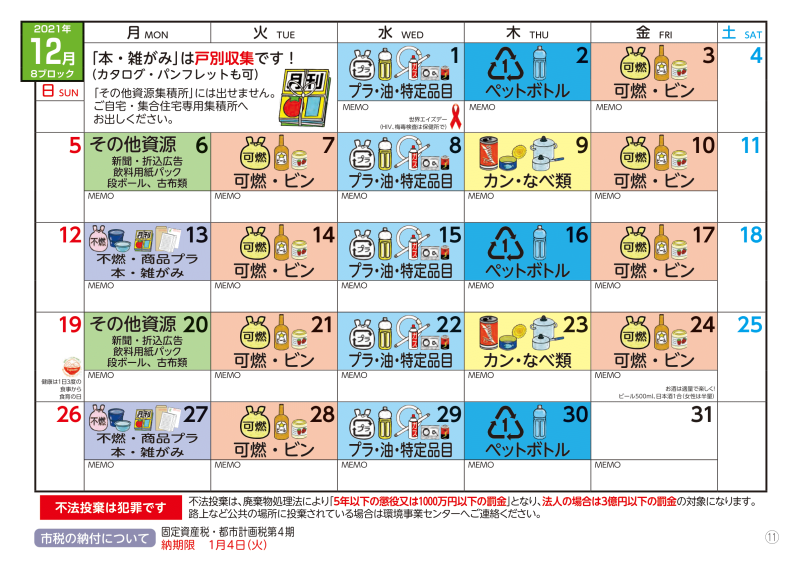 2021年
12月
8ブロック
月 MON
火 TUE
水 WED
木 THU
金 FRI
土 SAT
日 SUN
「本・雑がみ」は戸別収集です！
（カタログ・パンフレットも可）
「その他資源集積所」には出せません。
ご自宅・集合住宅専用集積所へ
お出しください。
月刊
1
プラ
プラ・油・特定品目
MEMO
世界エイズデー
（HIV、梅毒検査は保健所で）
2
1
ペットボトル
MEMO
3
可燃
可燃・ビン
MEMO
4
5
その他資源 6
新聞・折込広告
飲料用紙パック
段ボール、古布類
MEMO
7
可燃
可燃・ビン
MEMO
8
プラ
プラ・油・特定品目
MEMO
9
カン・なべ類
MEMO
10
可燃
可燃・ビン
MEMO
11
12
13
不燃
月刊
不燃・商品プラ
本・雑がみ
MEMO
14
可燃
可燃・ビン
MEMO
15
プラ
プラ・油・特定品目
MEMO
16
1
ペットボトル
MEMO
17
可燃
可燃・ビン
MEMO
18
19
健康は1日3度の
食事から
食育の日
その他資源 20
新聞・折込広告
飲料用紙パック
段ボール、古布類
MEMO
21
可燃
可燃・ビン
MEMO
22
プラ
プラ・油・特定品目
MEMO
23
カン・なべ類
MEMO
24
可燃
可燃・ビン
MEMO
お酒は適量で楽しく!
ビール500ml、日本酒1合（女性は半量）
25
26
27
不燃
月刊
不燃・商品プラ
本・雑がみ
MEMO
28
可燃
可燃・ビン
MEMO
29
プラ
プラ・油・特定品目
MEMO
30
1
ペットボトル
MEMO
31
MEMO
不法投棄は犯罪です
不法投棄は、廃棄物処理法により「5年以下の懲役又は1000万円以下の罰金」となり、法人の場合は3億円以下の罰金の対象になります。
路上など公共の場所に投棄されている場合は環境事業センターへご連絡ください。
市税の納付について
固定資産税・都市計画税第4期
納期限　1月4日（火）
⑪